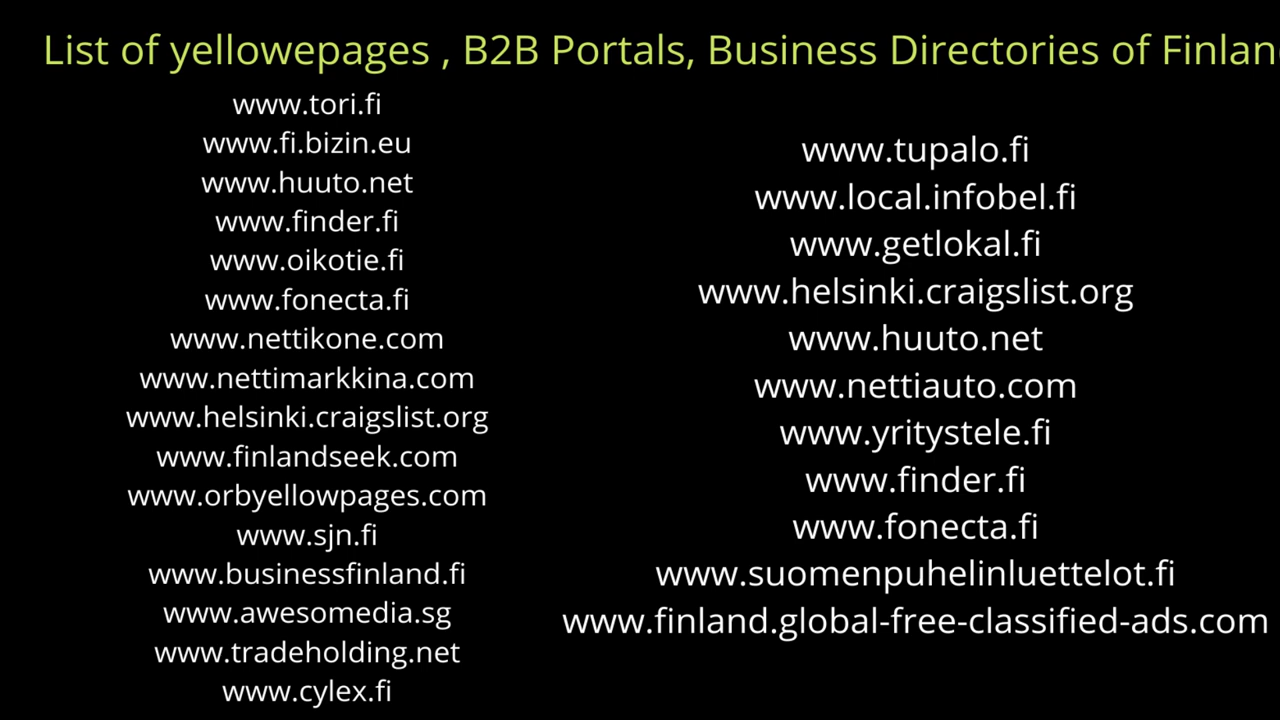 List of yellowepages , B2B Portals, Business Directories of Finlan
www.tori.fi
www.fi.bizin.eu
www.huuto.net
www.finder.fi
www.oikotie.fi
www.fonecta.fi
www.nettikone.com
www.nettimarkkina.com
www.helsinki.craigslist.org
www.finlandseek.com
www.orbyellowpages.com
www.sjn.fi
www.businessfinland.fi
www.awesomedia.sg
www.tradeholding.net
www.cylex.fi
www.tupalo.fi
www.local.infobel.fi
www.getlokal.fi
www.helsinki.craigslist.org
www.huuto.net
www.nettiauto.com
www.yritystele.fi
www.finder.fi
www.fonecta.fi
www.suomenpuhelinluettelot.fi
www.finland.global-free-classified-ads.com